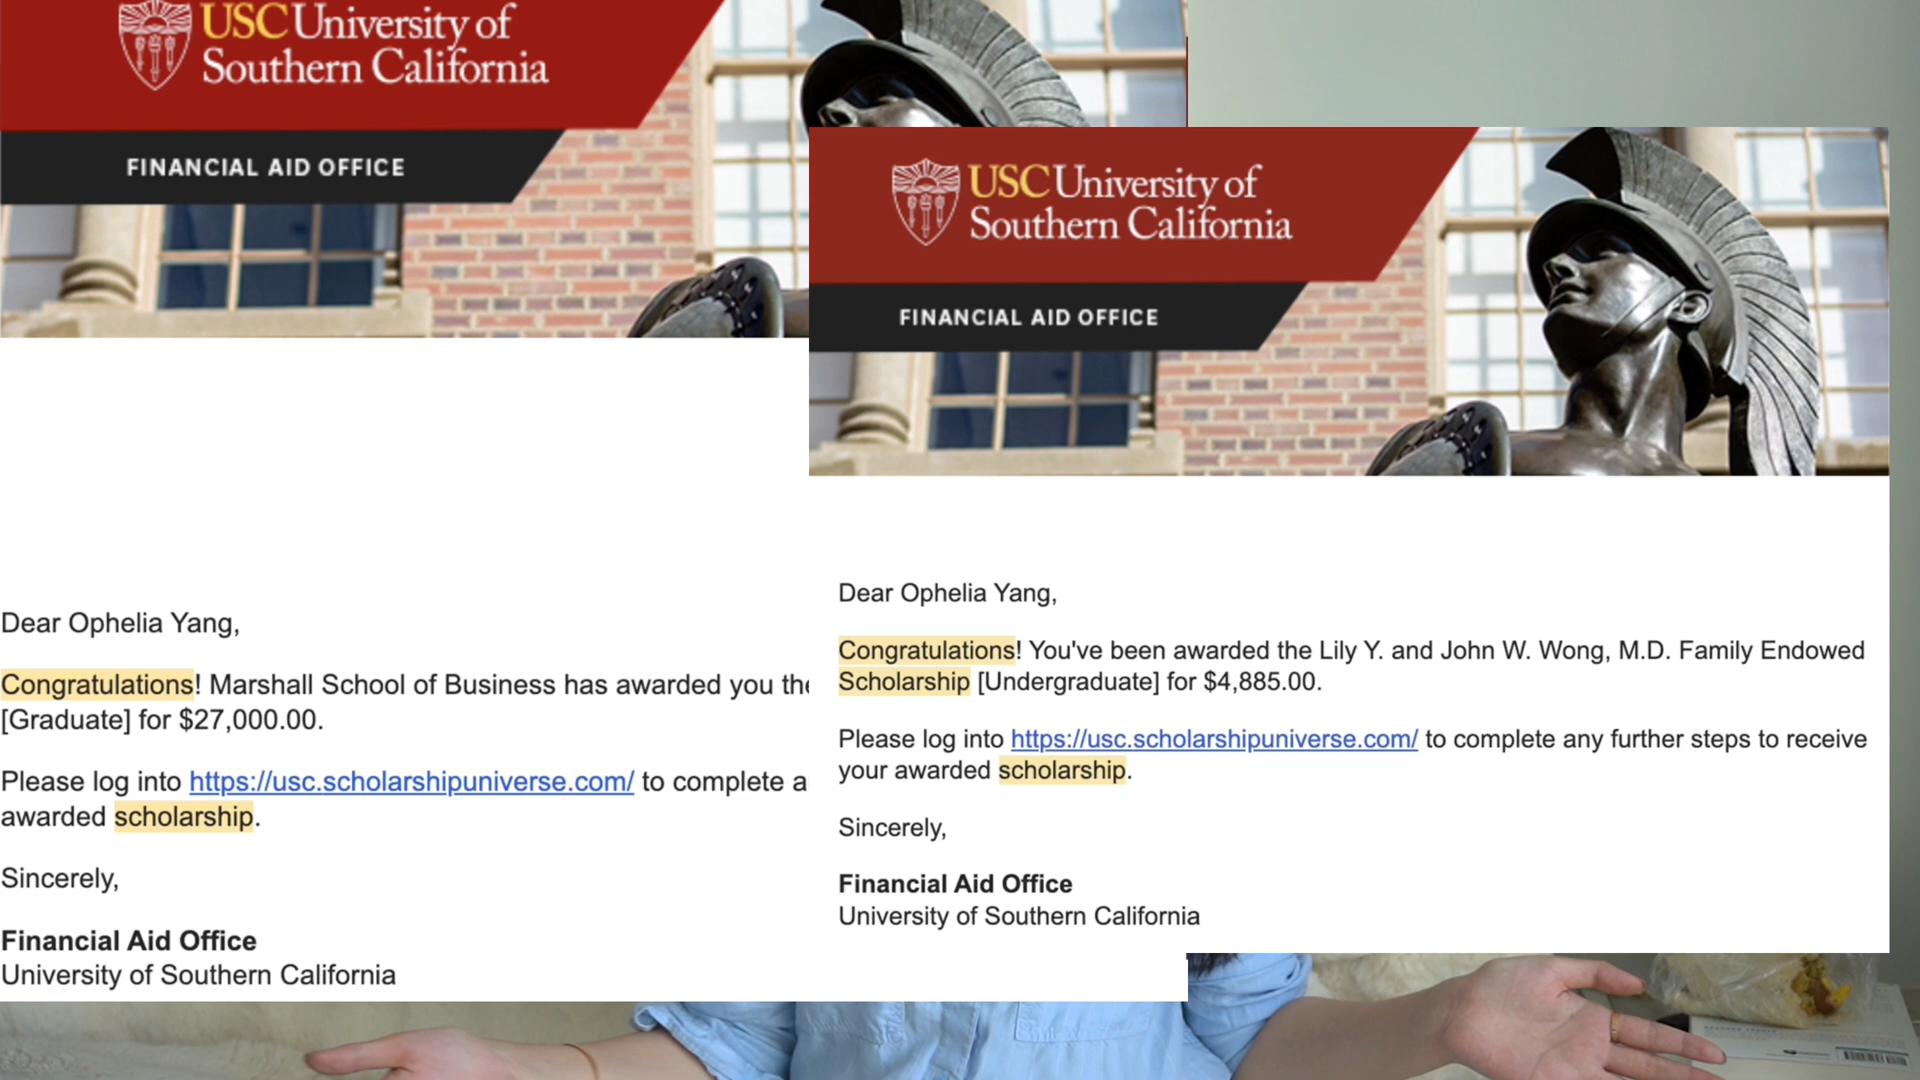 USC University of
Southern California
FINANCIAL AID OFFICE
Dear Ophelia Yang,
Congratulations! Marshall School of Business has awarded you the
[Graduate] for $27,000.00.
Please log into https://usc.scholarshipuniverse.com/ to complete a
awarded scholarship.
Sincerely,
Financial Aid Office
University of Southern California
USC University of
Southern California
FINANCIAL AID OFFICE
Dear Ophelia Yang,
Congratulations! You've been awarded the Lily Y. and John W. Wong, M.D. Family Endowed
Scholarship [Undergraduate] for $4,885.00.
Please log into https://usc.scholarshipuniverse.com/ to complete any further steps to receive
your awarded scholarship.
Sincerely,
Financial Aid Office
University of Southern California